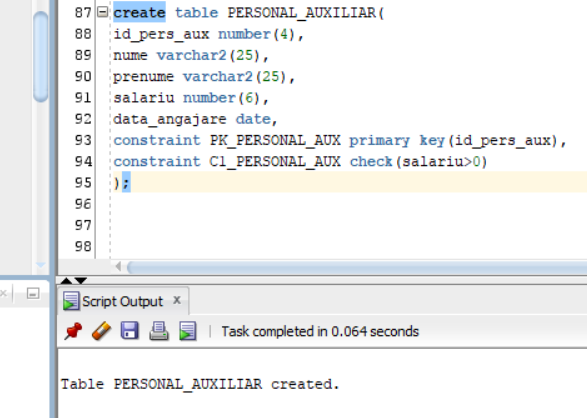 87 create table PERSONAL_AUXILIAR(
88 id_pers_aux number(4),
89 nume varchar2(25),
90 prenume varchar2(25),
91 salariu number(6),
92 data_angajare date,
93 constraint PK_PERSONAL_AUX primary key(id_pers_aux),
94 constraint C1_PERSONAL_AUX check(salariu>0)
95 );
96
97
98
Script Output x
Task completed in 0.064 seconds
Table PERSONAL_AUXILIAR created.